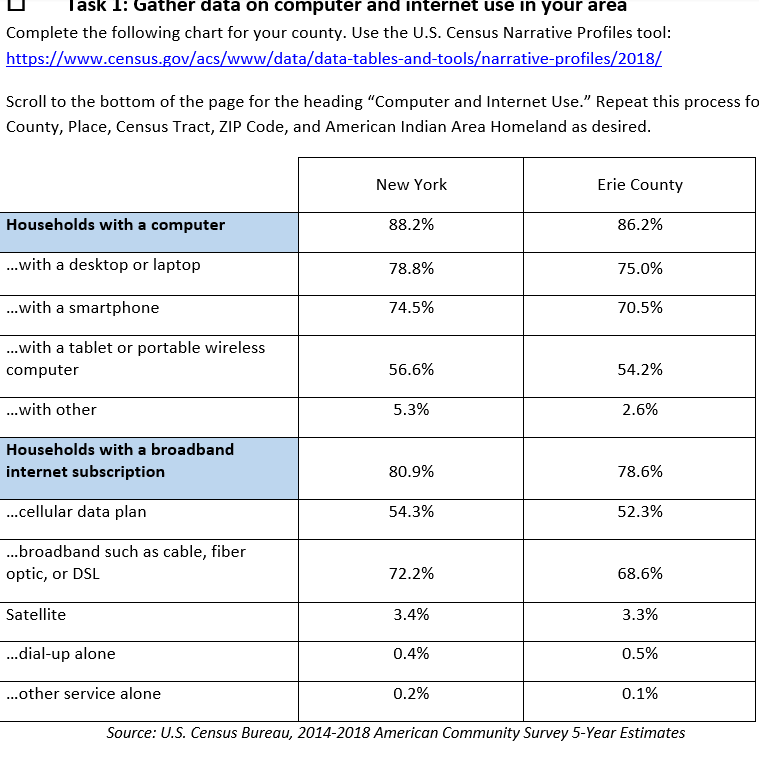 ☐ Task 1: Gather data on computer and internet use in your area
Complete the following chart for your county. Use the U.S. Census Narrative Profiles tool:
https://www.census.gov/acs/www/data/data-tables-and-tools/narrative-profiles/2018/
Scroll to the bottom of the page for the heading “Computer and Internet Use.” Repeat this process fo
County, Place, Census Tract, ZIP Code, and American Indian Area Homeland as desired.
New York Erie County
Households with a computer 88.2% 86.2%
...with a desktop or laptop 78.8% 75.0%
...with a smartphone 74.5% 70.5%
...with a tablet or portable wireless
computer 56.6% 54.2%
...with other 5.3% 2.6%
Households with a broadband
internet subscription 80.9% 78.6%
...cellular data plan 54.3% 52.3%
...broadband such as cable, fiber
optic, or DSL 72.2% 68.6%
Satellite 3.4% 3.3%
...dial-up alone 0.4% 0.5%
...other service alone 0.2% 0.1%
Source: U.S. Census Bureau, 2014-2018 American Community Survey 5-Year Estimates